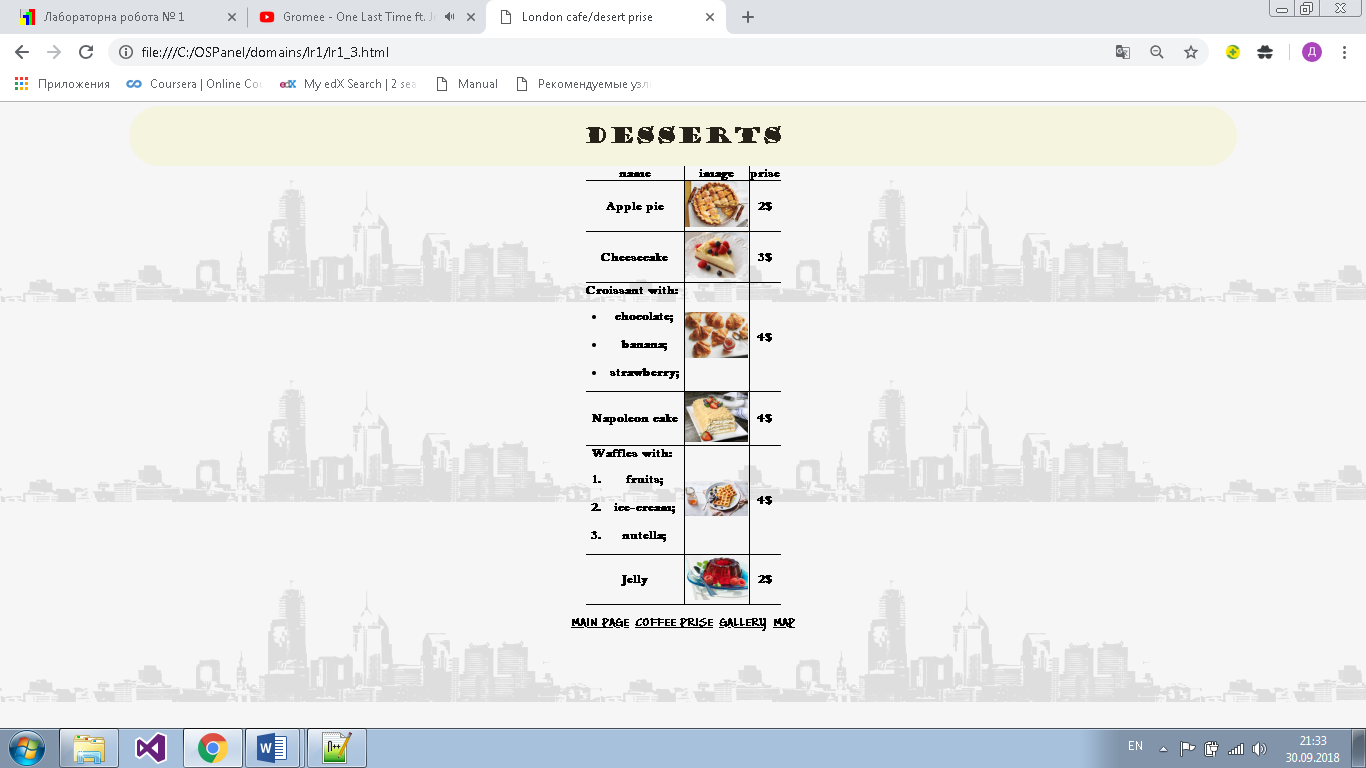 Лабораторна робота № 1
Gromee - One Last Time ft. J
London cafe/desert prise
file:///C:/OSPanel/domains/lr1/lr1_3.html
Д
Приложения
Coursera | Online Co
My edX Search | 2 sea
Manual
Рекомендуемые узл
DESSERTS
name image prise
Apple pie 2$
Cheesecake 3$
Croissant with:
• chocolate;
• banana;
• strawberry;
4$
Napoleon cake 4$
Waffles with:
1. fruits;
2. ice-cream;
3. nutella;
4$
Jelly 2$
MAIN PAGE COFFEE PRISE GALLERY MAP
EN
21:33
30.09.2018